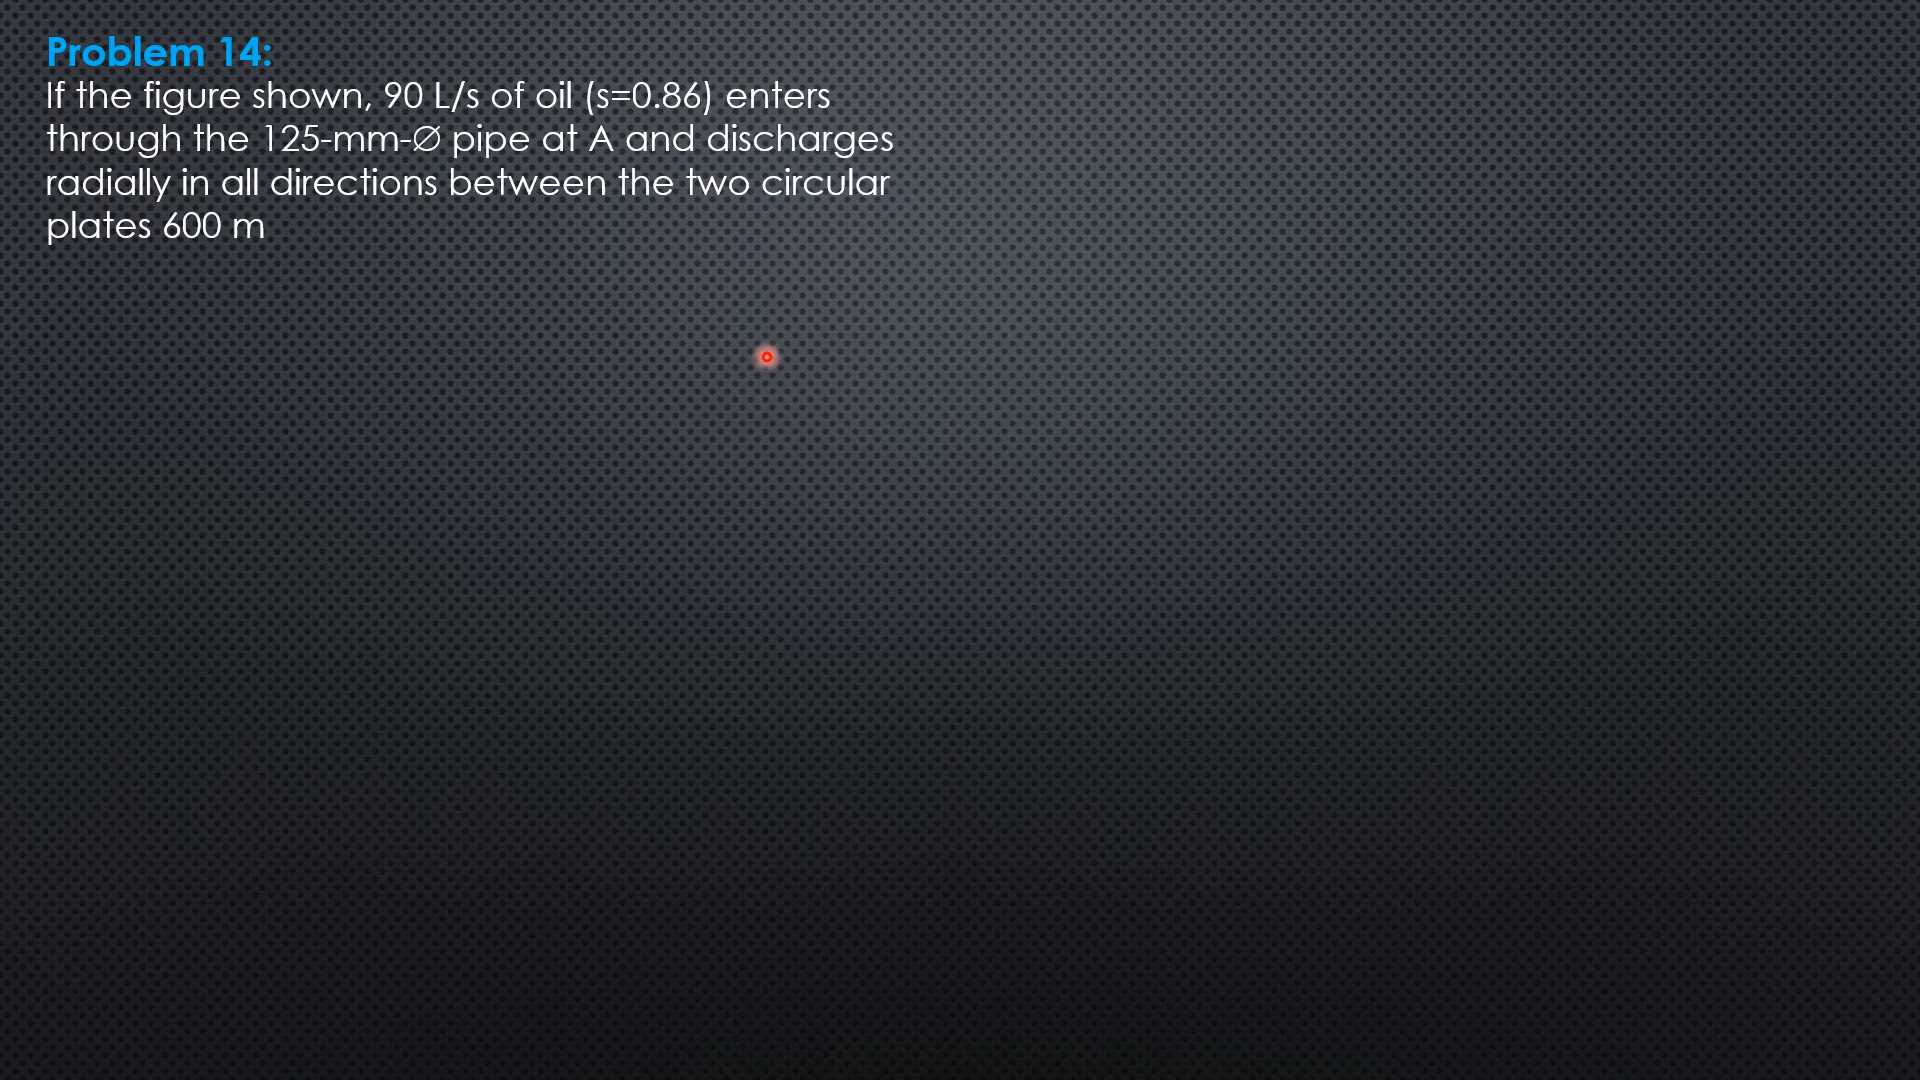 Problem 14:
If the figure shown, 90 L/s of oil (s=0.86) enters
through the 125-mm-∅ pipe at A and discharges
radially in all directions between the two circular
plates 600 m